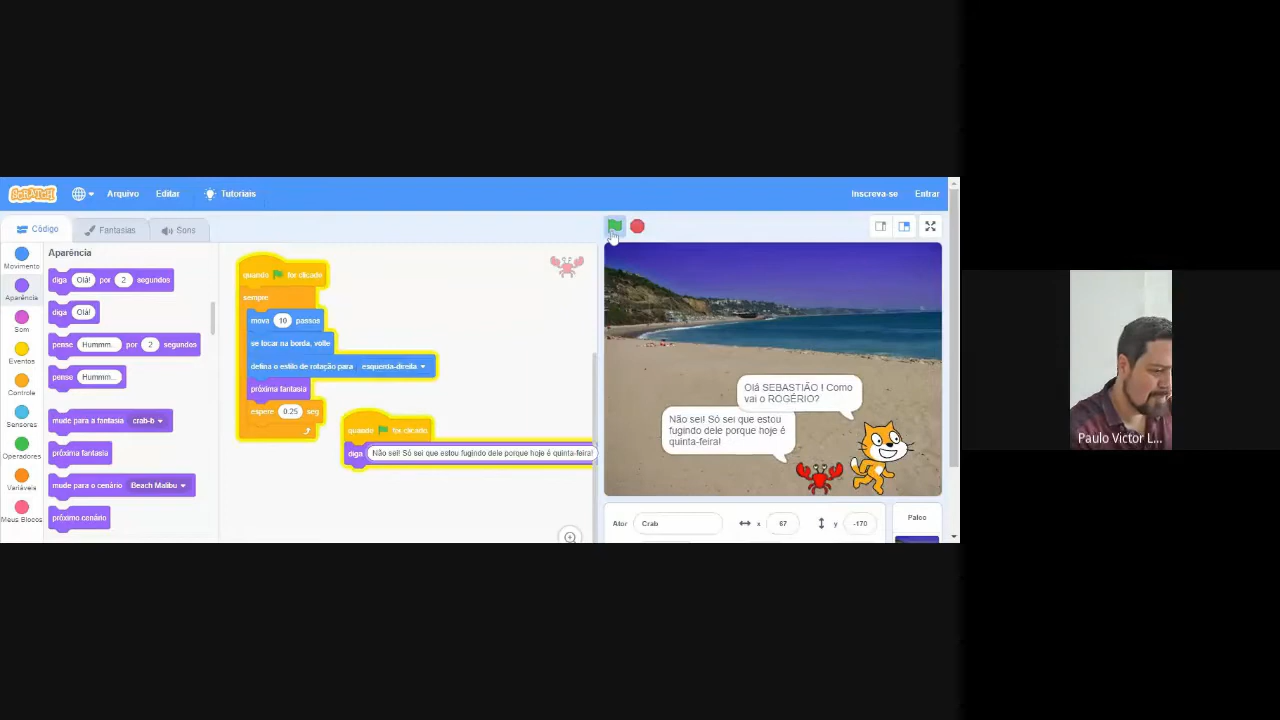 SCRATCH
Arquivo
Editar
Tutoriais
Inscreva-se
Entrar
Código
Fantasias
Sons
Movimento
Aparência
Som
Eventos
Controle
Sensores
Operadores
Variáveis
Meus Blocos
Aparência
diga Olá! por 2 segundos
diga Olá!
pense Hummm... por 2 segundos
pense Hummm...
mude para a fantasia crab-b
próxima fantasia
mude para o cenário Beach Malibu
próximo cenário
quando for clicado
sempre
mova 10 passos
se tocar na borda, volte
defina o estilo de rotação para esquerda-direita
próxima fantasia
espere 0.25 seg
quando for clicado
diga Não sei! Só sei que estou fugindo dele porque hoje é quinta-feira!
Olá SEBASTIÃO ! Como
vai o ROGÉRIO?
Não sei! Só sei que estou
fugindo dele porque hoje é
quinta-feira!
Ator Crab x 67 y -170
Palco
Paulo Victor L...